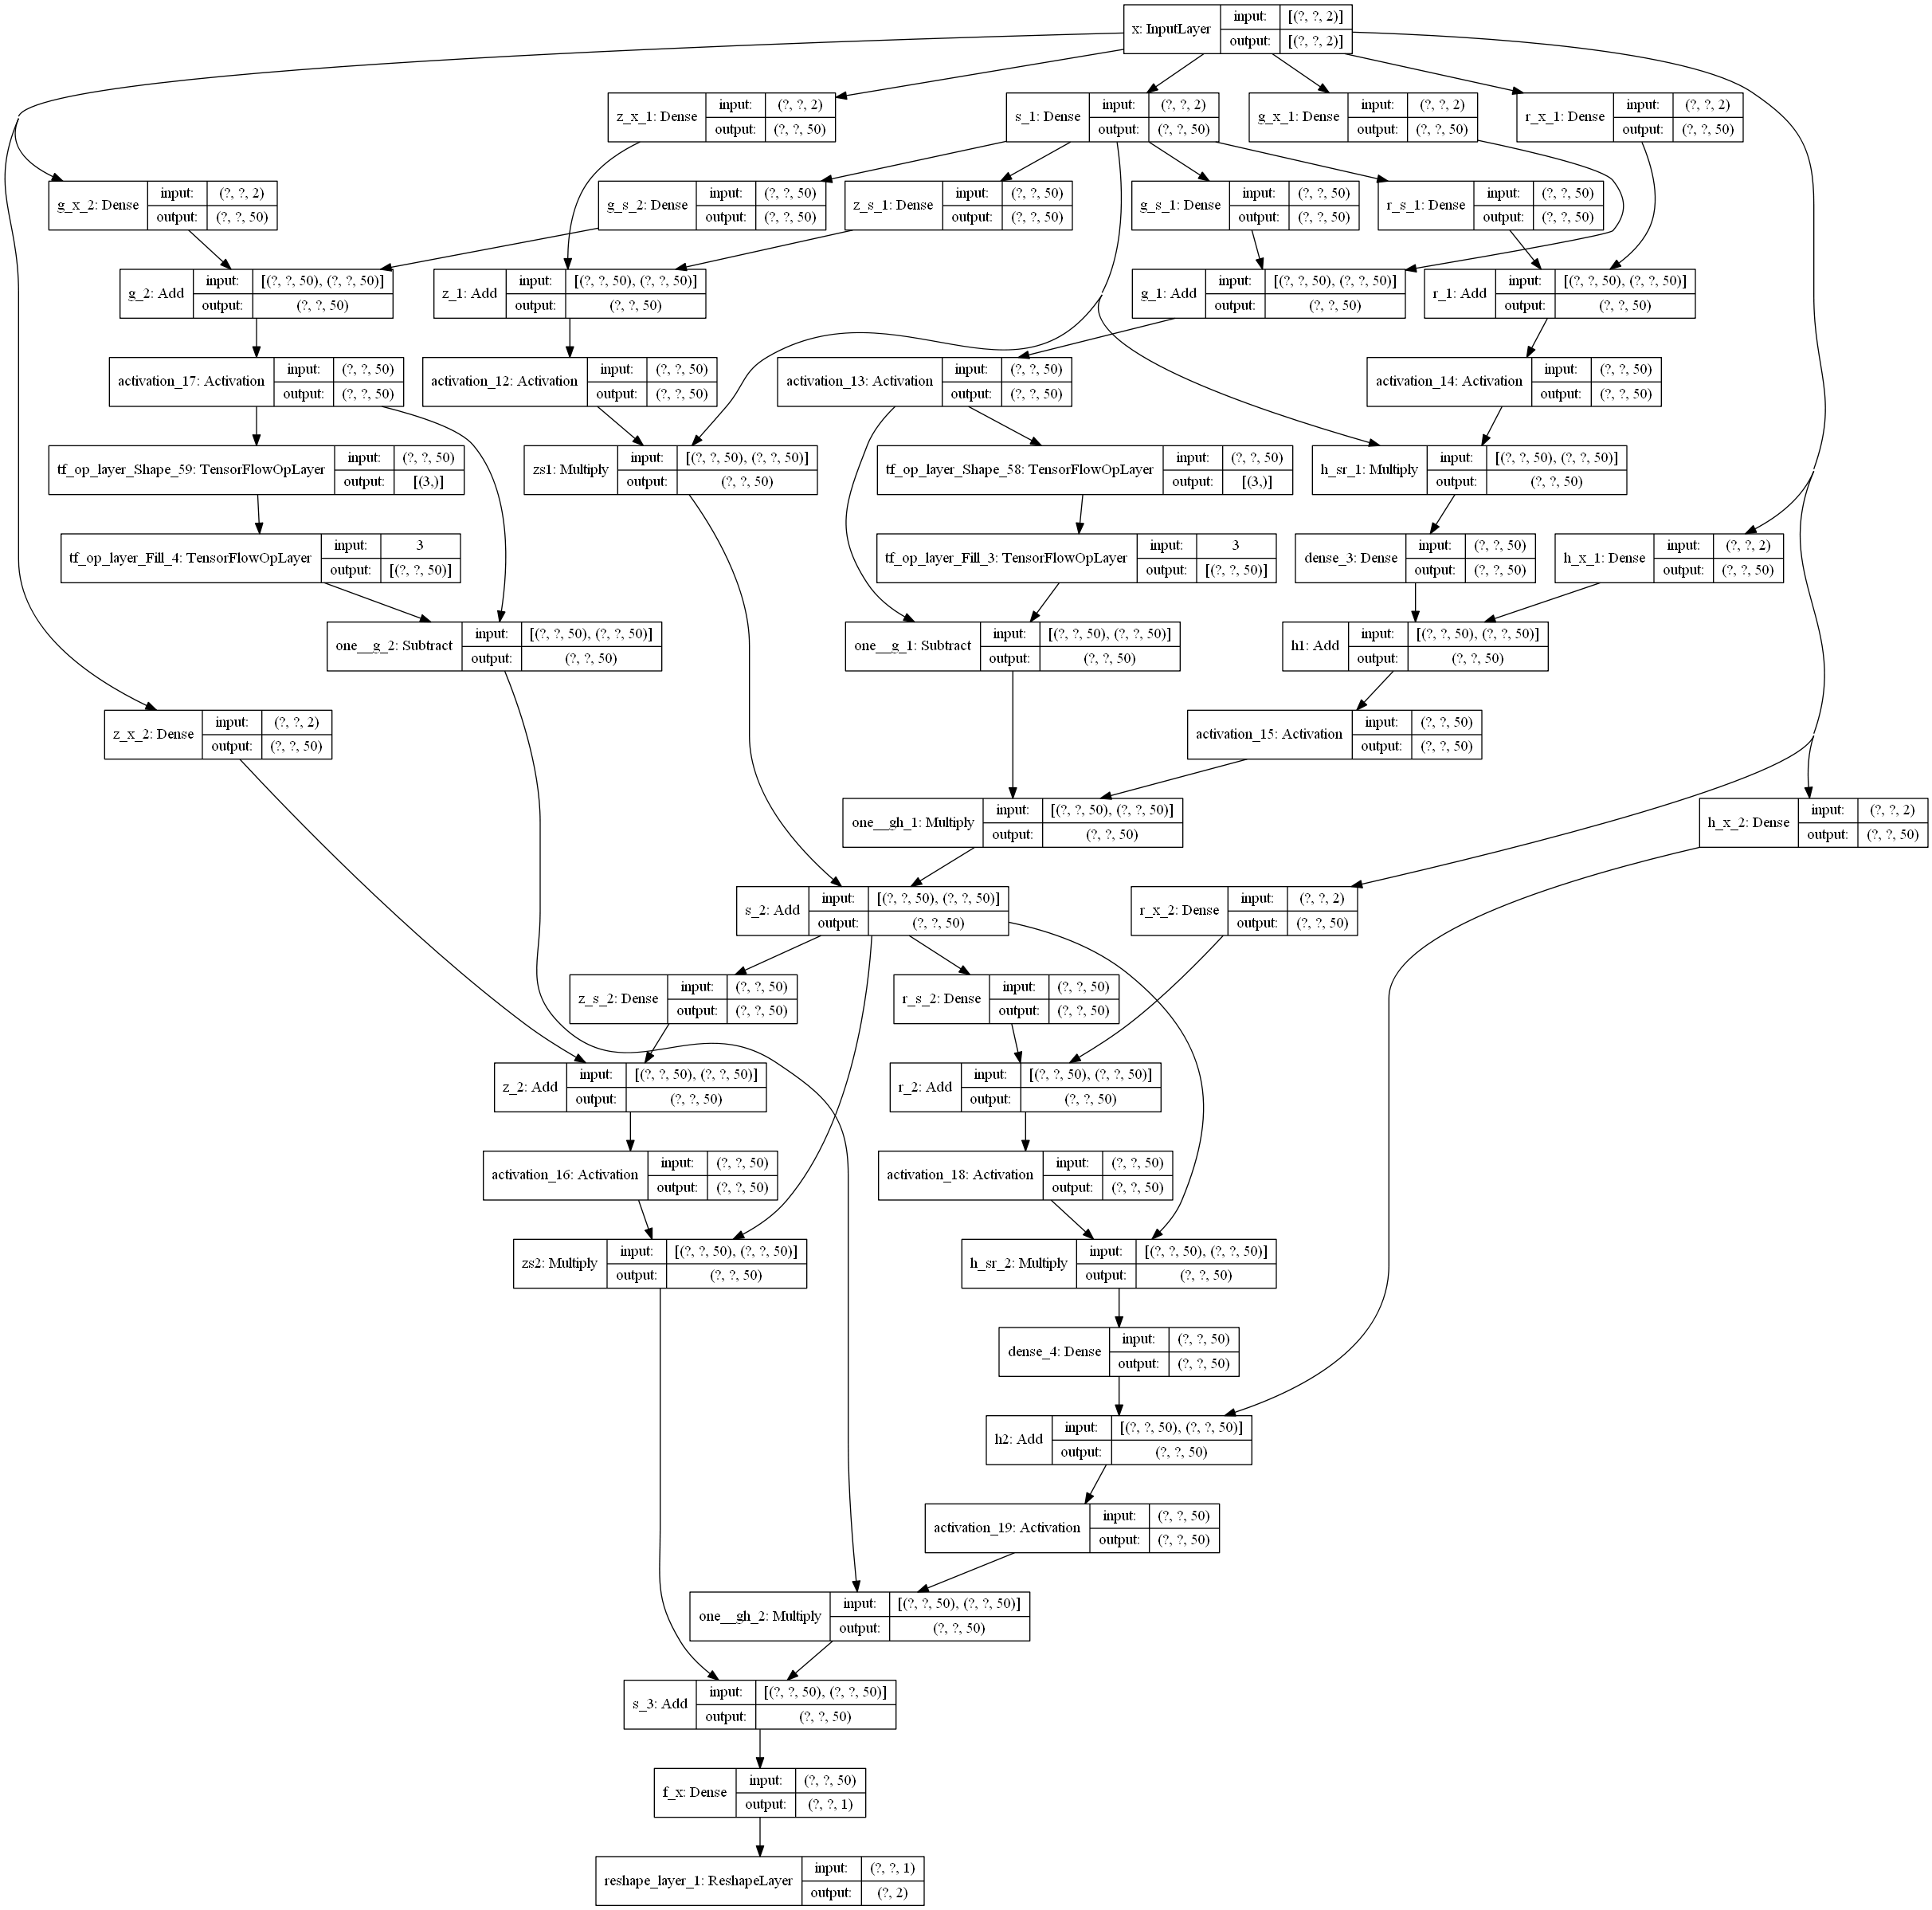 x: InputLayer input: [(?, ?, 2)]
output: [(?, ?, 2)]
z_x_1: Dense input: (?, ?, 2)
output: (?, ?, 50)
s_1: Dense input: (?, ?, 2)
output: (?, ?, 50)
g_x_1: Dense input: (?, ?, 2)
output: (?, ?, 50)
r_x_1: Dense input: (?, ?, 2)
output: (?, ?, 50)
g_x_2: Dense input: (?, ?, 2)
output: (?, ?, 50)
g_s_2: Dense input: (?, ?, 50)
output: (?, ?, 50)
z_s_1: Dense input: (?, ?, 50)
output: (?, ?, 50)
g_s_1: Dense input: (?, ?, 50)
output: (?, ?, 50)
r_s_1: Dense input: (?, ?, 50)
output: (?, ?, 50)
g_2: Add input: [(?, ?, 50), (?, ?, 50)]
output: (?, ?, 50)
z_1: Add input: [(?, ?, 50), (?, ?, 50)]
output: (?, ?, 50)
g_1: Add input: [(?, ?, 50), (?, ?, 50)]
output: (?, ?, 50)
r_1: Add input: [(?, ?, 50), (?, ?, 50)]
output: (?, ?, 50)
activation_17: Activation input: (?, ?, 50)
output: (?, ?, 50)
activation_12: Activation input: (?, ?, 50)
output: (?, ?, 50)
activation_13: Activation input: (?, ?, 50)
output: (?, ?, 50)
activation_14: Activation input: (?, ?, 50)
output: (?, ?, 50)
tf_op_layer_Shape_59: TensorFlowOpLayer input: (?, ?, 50)
output: [(3,)]
zs1: Multiply input: [(?, ?, 50), (?, ?, 50)]
output: (?, ?, 50)
tf_op_layer_Shape_58: TensorFlowOpLayer input: (?, ?, 50)
output: [(3,)]
h_sr_1: Multiply input: [(?, ?, 50), (?, ?, 50)]
output: (?, ?, 50)
tf_op_layer_Fill_4: TensorFlowOpLayer input: 3
output: [(?, ?, 50)]
tf_op_layer_Fill_3: TensorFlowOpLayer input: 3
output: [(?, ?, 50)]
dense_3: Dense input: (?, ?, 50)
output: (?, ?, 50)
h_x_1: Dense input: (?, ?, 2)
output: (?, ?, 50)
one__g_2: Subtract input: [(?, ?, 50), (?, ?, 50)]
output: (?, ?, 50)
one__g_1: Subtract input: [(?, ?, 50), (?, ?, 50)]
output: (?, ?, 50)
h1: Add input: [(?, ?, 50), (?, ?, 50)]
output: (?, ?, 50)
z_x_2: Dense input: (?, ?, 2)
output: (?, ?, 50)
activation_15: Activation input: (?, ?, 50)
output: (?, ?, 50)
one__gh_1: Multiply input: [(?, ?, 50), (?, ?, 50)]
output: (?, ?, 50)
h_x_2: Dense input: (?, ?, 2)
output: (?, ?, 50)
s_2: Add input: [(?, ?, 50), (?, ?, 50)]
output: (?, ?, 50)
r_x_2: Dense input: (?, ?, 2)
output: (?, ?, 50)
z_s_2: Dense input: (?, ?, 50)
output: (?, ?, 50)
r_s_2: Dense input: (?, ?, 50)
output: (?, ?, 50)
z_2: Add input: [(?, ?, 50), (?, ?, 50)]
output: (?, ?, 50)
r_2: Add input: [(?, ?, 50), (?, ?, 50)]
output: (?, ?, 50)
activation_16: Activation input: (?, ?, 50)
output: (?, ?, 50)
activation_18: Activation input: (?, ?, 50)
output: (?, ?, 50)
zs2: Multiply input: [(?, ?, 50), (?, ?, 50)]
output: (?, ?, 50)
h_sr_2: Multiply input: [(?, ?, 50), (?, ?, 50)]
output: (?, ?, 50)
dense_4: Dense input: (?, ?, 50)
output: (?, ?, 50)
h2: Add input: [(?, ?, 50), (?, ?, 50)]
output: (?, ?, 50)
activation_19: Activation input: (?, ?, 50)
output: (?, ?, 50)
one__gh_2: Multiply input: [(?, ?, 50), (?, ?, 50)]
output: (?, ?, 50)
s_3: Add input: [(?, ?, 50), (?, ?, 50)]
output: (?, ?, 50)
f_x: Dense input: (?, ?, 50)
output: (?, ?, 1)
reshape_layer_1: ReshapeLayer input: (?, ?, 1)
output: (?, 2)